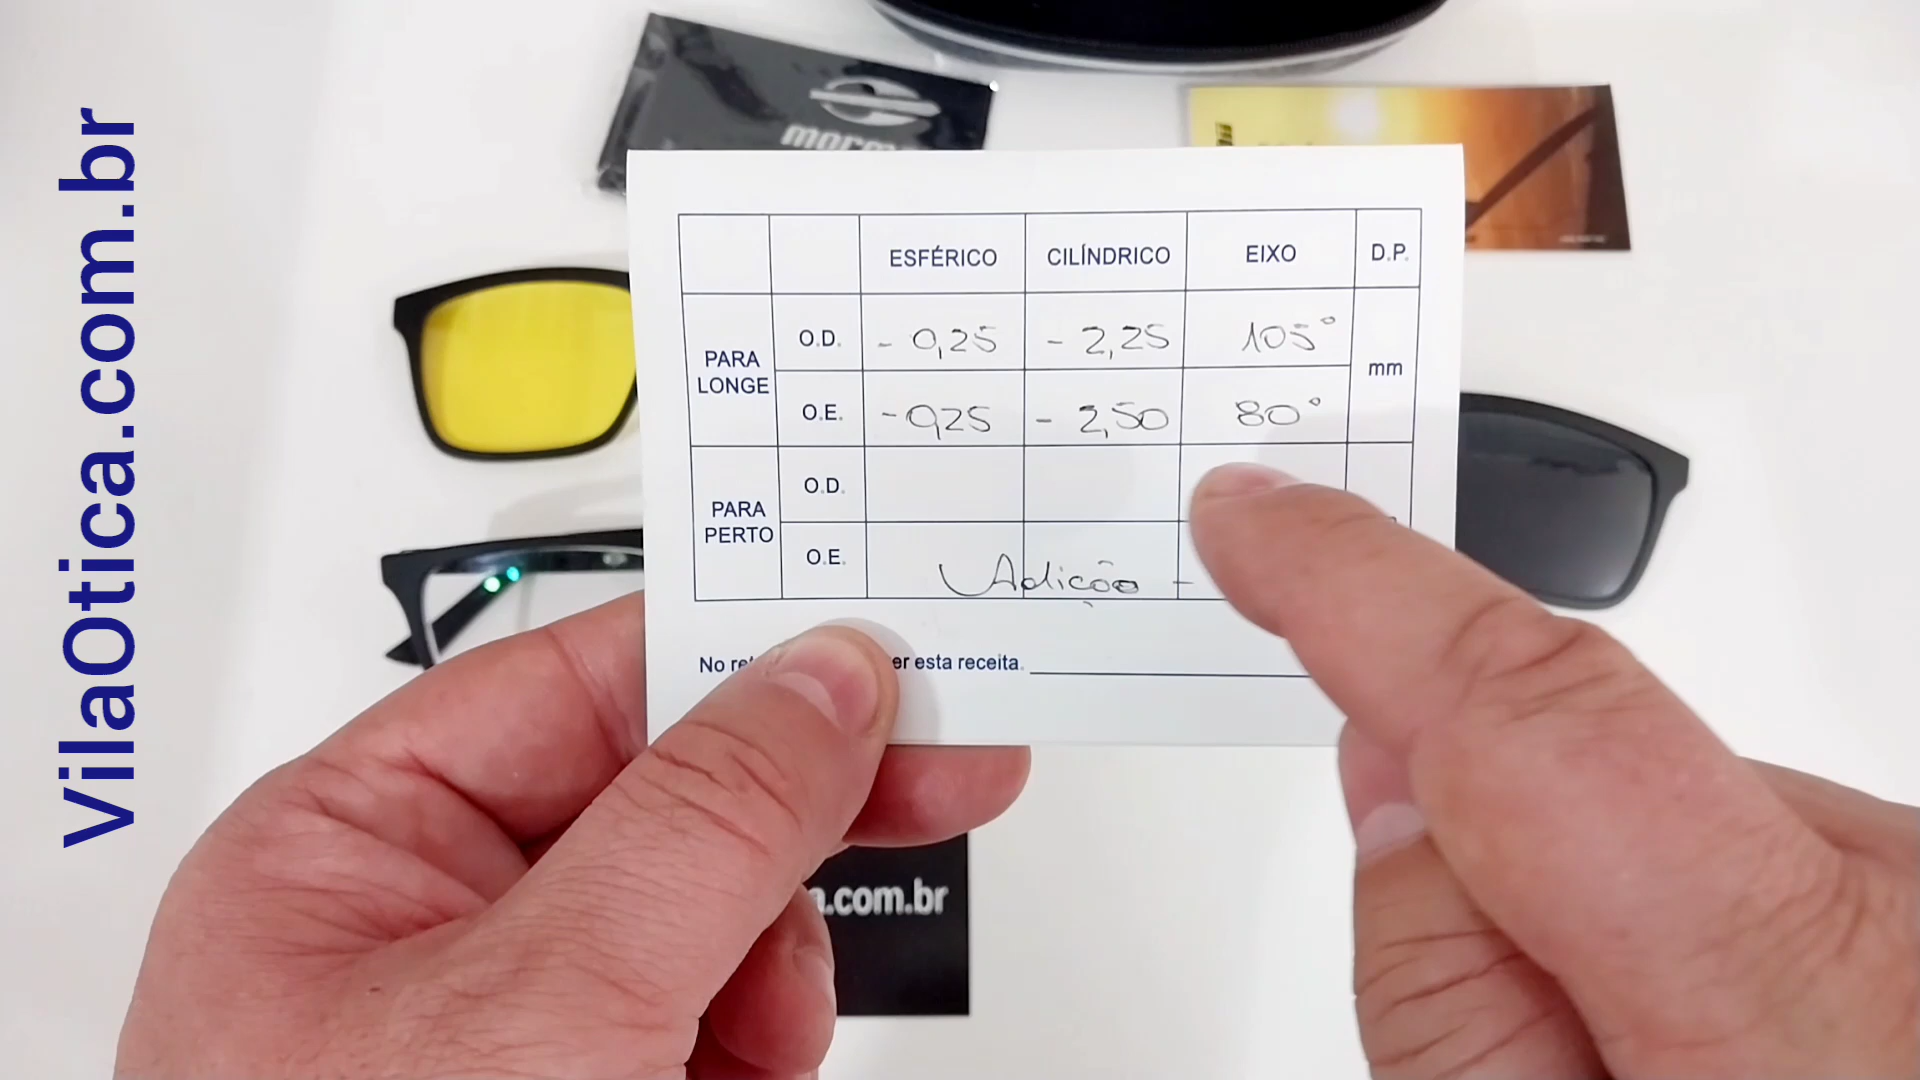 VilaOtica.com.br
ESFÉRICO CILÍNDRICO EIXO D.P.
PARA LONGE
O.D. - 0,25 - 2,25 105°
mm
O.E. - 0,25 - 2,50 80°
PARA PERTO
O.D.
O.E. Adição
er esta receita.
.com.br